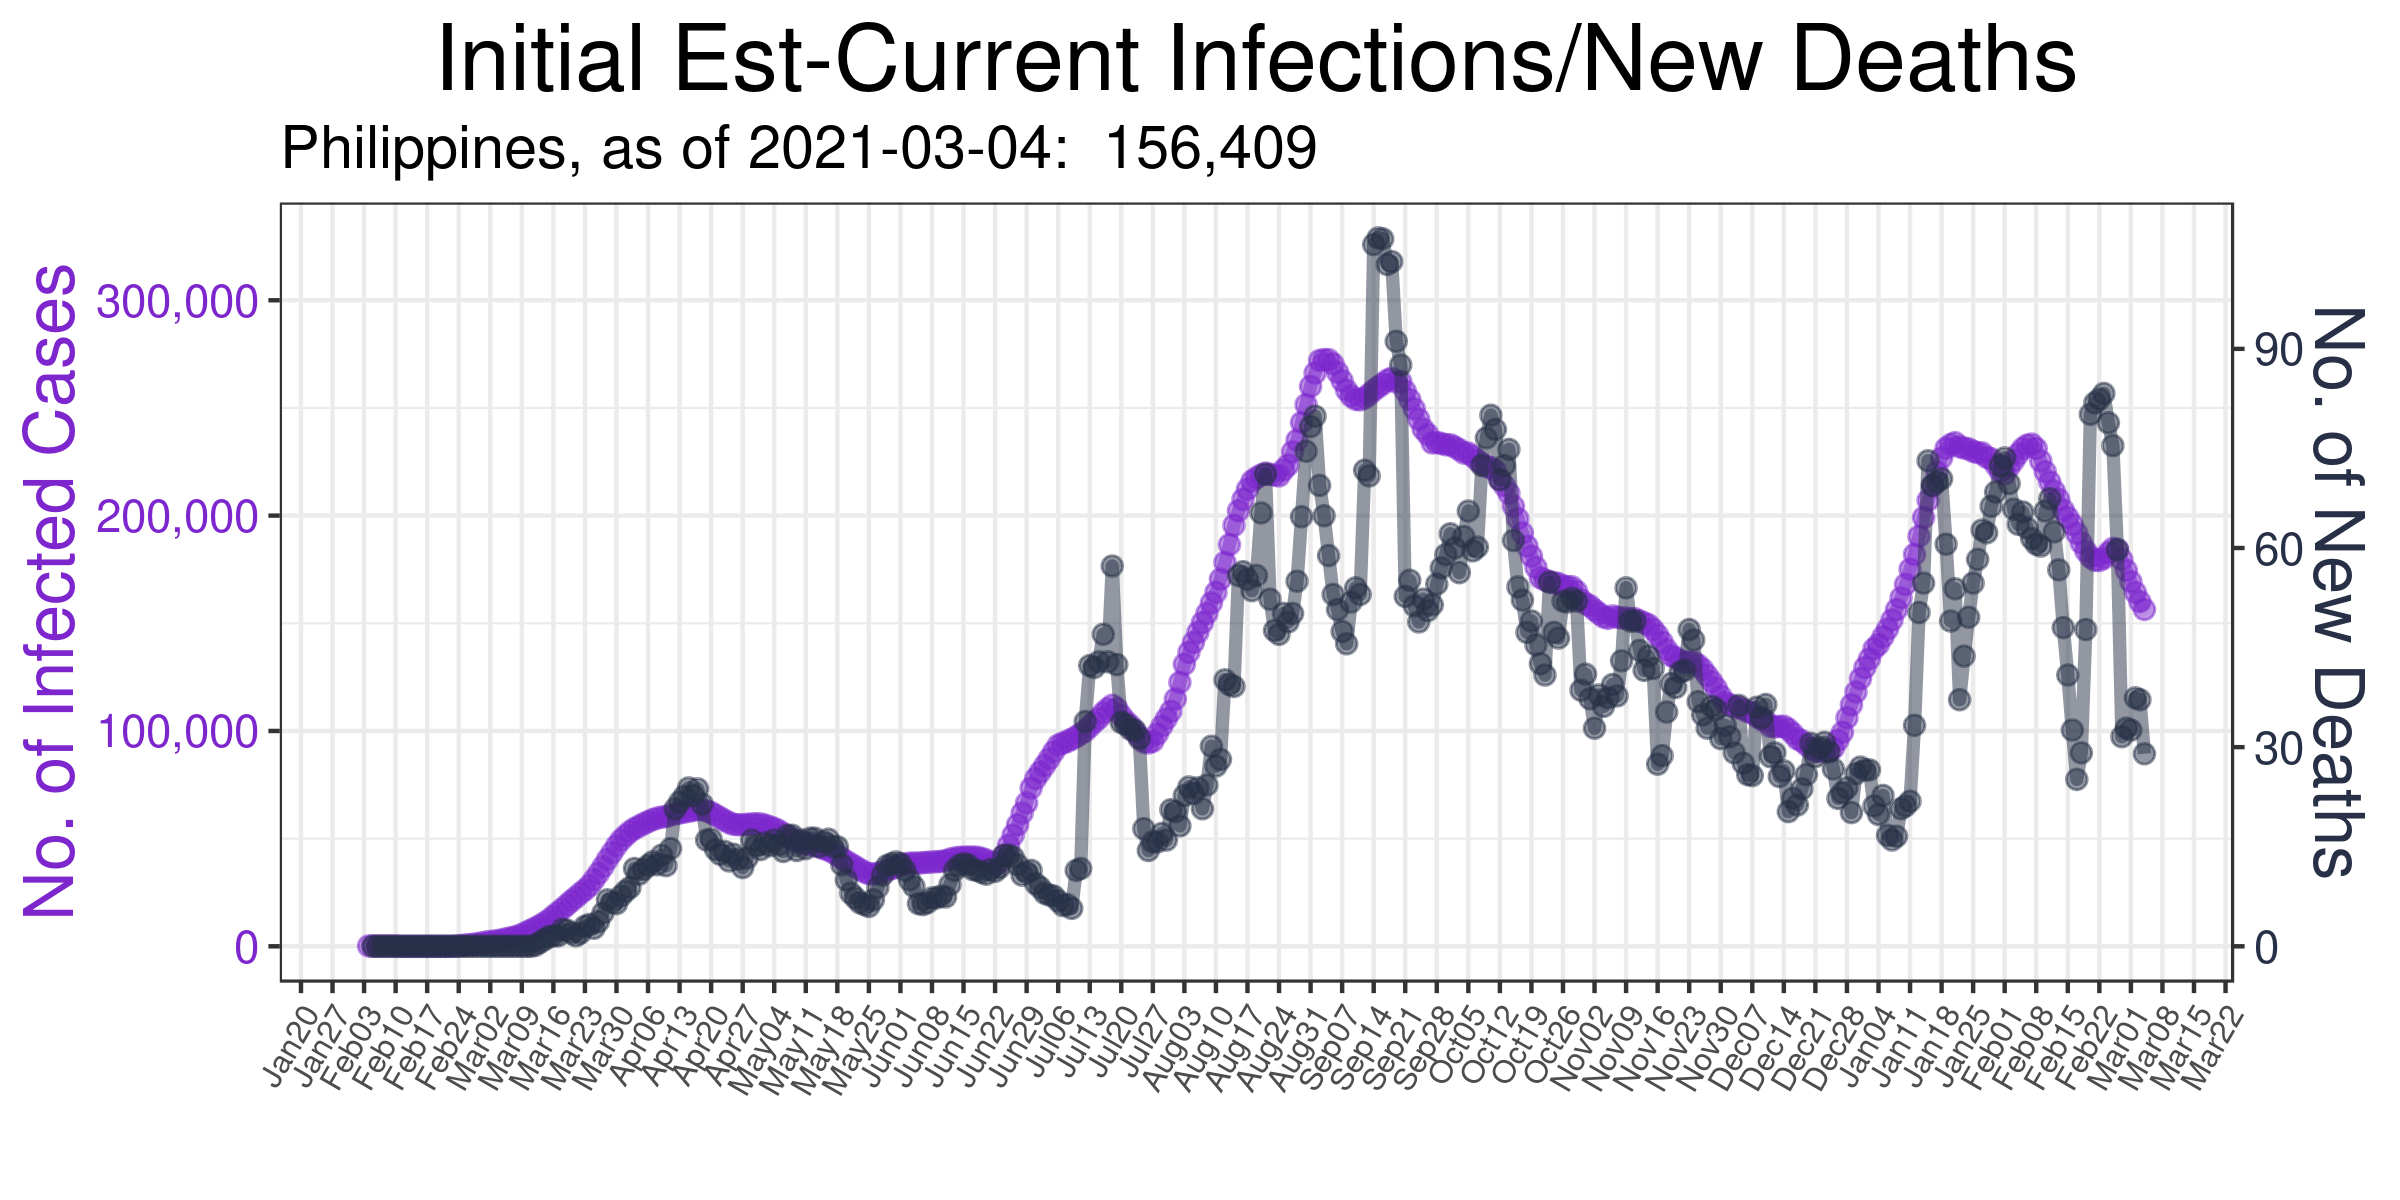 Initial Est-Current Infections/New Deaths
Philippines, as of 2021-03-04:  156,409
No. of Infected Cases
300,000
200,000
100,000
0
No. of New Deaths
90
60
30
0
Jan20
Jan27
Feb03
Feb10
Feb17
Feb24
Mar02
Mar09
Mar16
Mar23
Mar30
Apr06
Apr13
Apr20
Apr27
May04
May11
May18
May25
Jun01
Jun08
Jun15
Jun22
Jun29
Jul06
Jul13
Jul20
Jul27
Aug03
Aug10
Aug17
Aug24
Aug31
Sep07
Sep14
Sep21
Sep28
Oct05
Oct12
Oct19
Oct26
Nov02
Nov09
Nov16
Nov23
Nov30
Dec07
Dec14
Dec21
Dec28
Jan04
Jan11
Jan18
Jan25
Feb01
Feb08
Feb15
Feb22
Mar01
Mar08
Mar15
Mar22